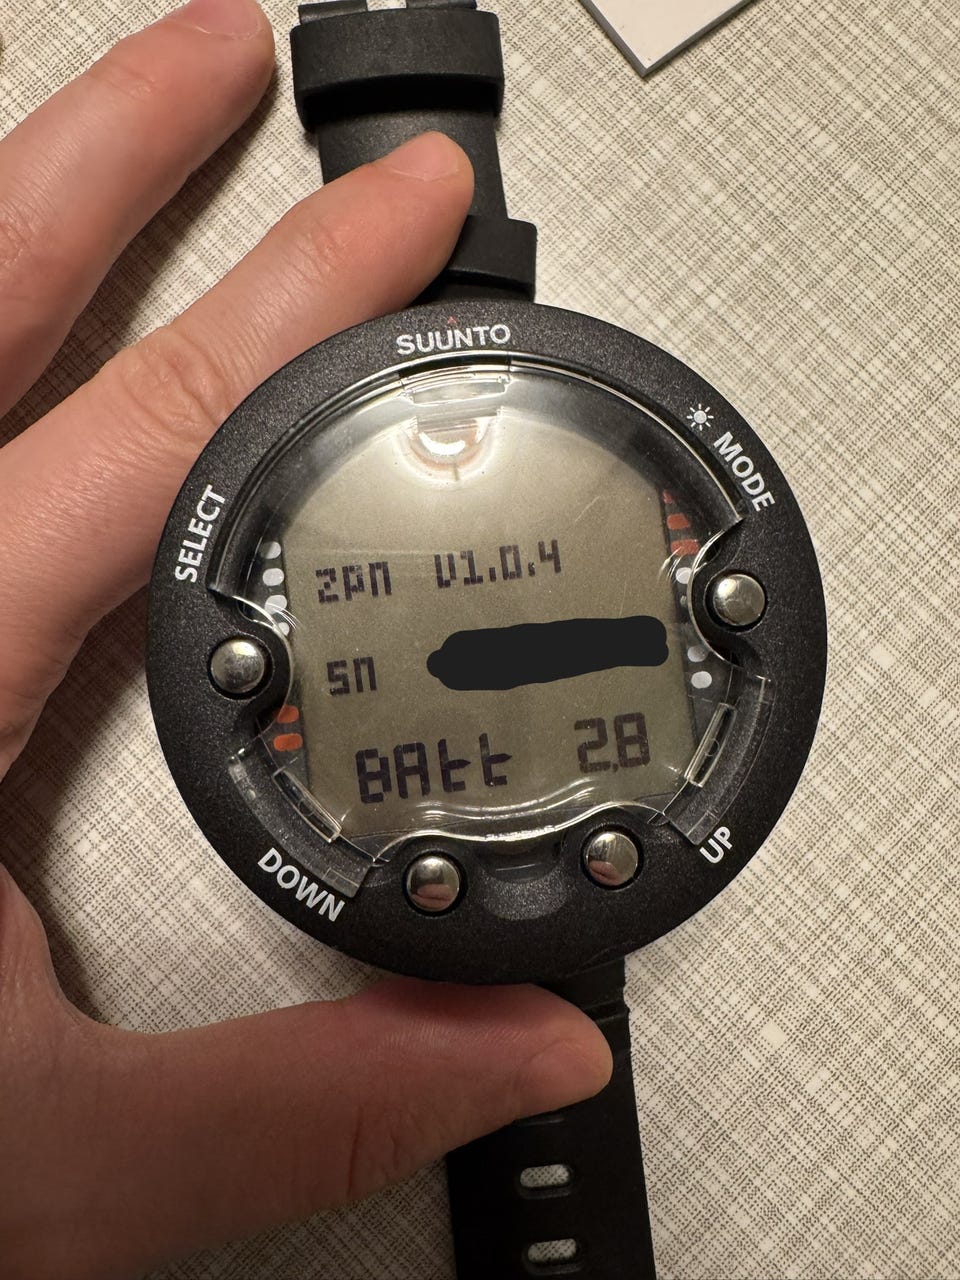 SUUNTO
MODE
SELECT
zpn V1.0.4
sn
BAtt 2,8
DOWN
UP